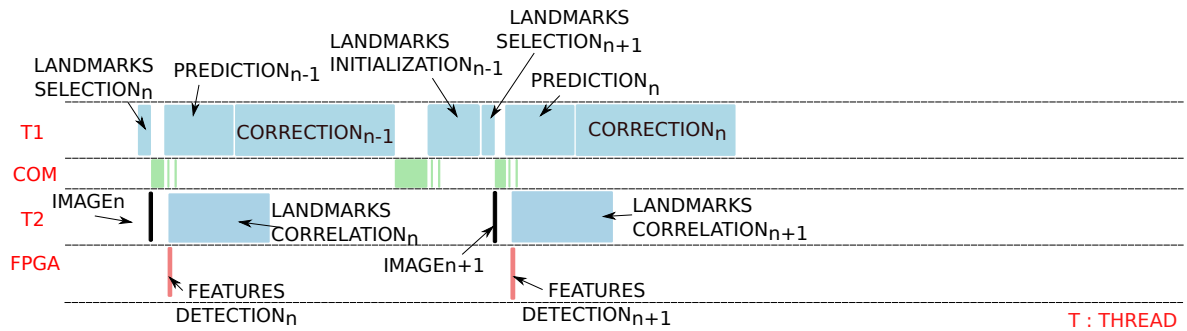 LANDMARKS
SELECTIONn
PREDICTIONn-1
LANDMARKS
INITIALIZATIONn-1
LANDMARKS
SELECTIONn+1
PREDICTIONn
T1
CORRECTIONn-1
CORRECTIONn
COM
IMAGEn
T2
LANDMARKS
CORRELATIONn
LANDMARKS
CORRELATIONn+1
FPGA
IMAGEn+1
FEATURES
DETECTIONn
FEATURES
DETECTIONn+1
T : THREAD